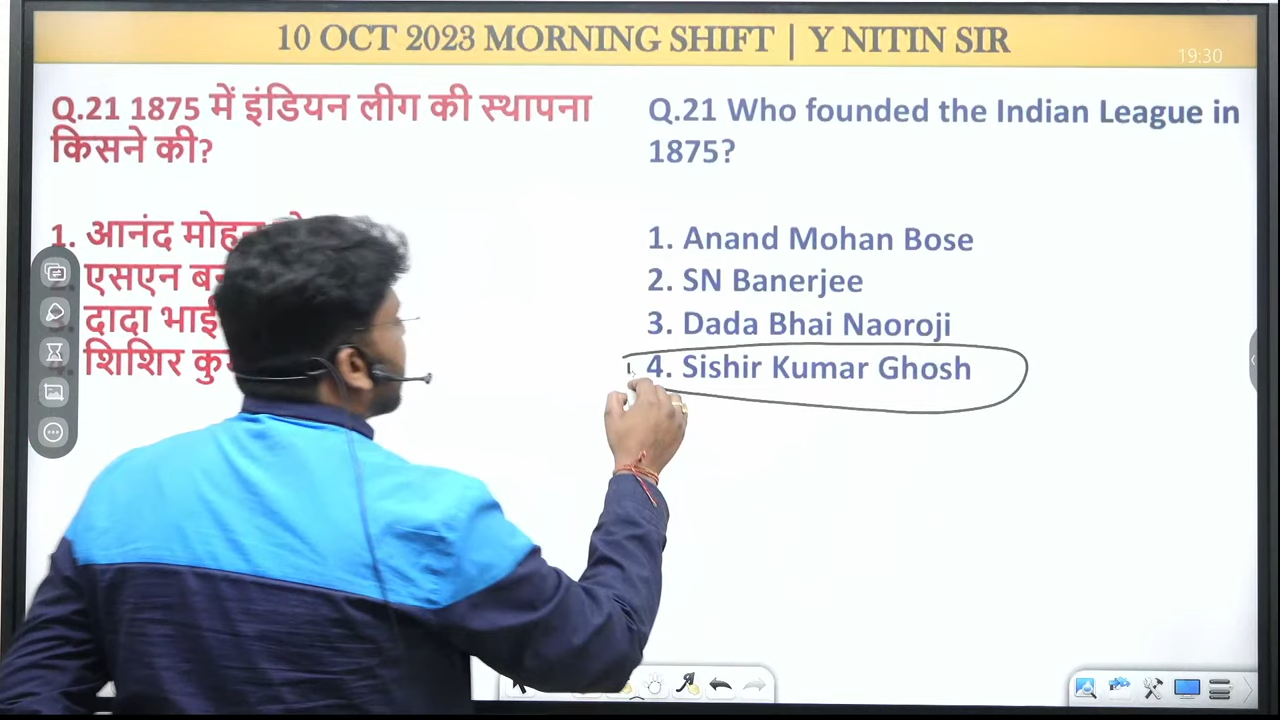 10 OCT 2023 MORNING SHIFT | Y NITIN SIR
19:30
Q.21 1875 में इंडियन लीग की स्थापना
किसने की?
1. आनंद
एसएन
दादा
शिशिर
Q.21 Who founded the Indian League in
1875?
1. Anand Mohan Bose
2. SN Banerjee
3. Dada Bhai Naoroji
4. Sishir Kumar Ghosh